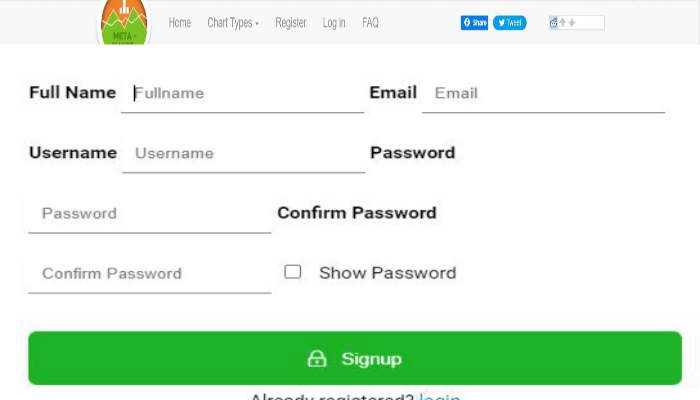 META -
Home Chart Types Register Log in FAQ Share Tweet
Full Name Fullname Email Email
Username Username Password
Password Confirm Password
Confirm Password Show Password
Signup
Already registered? login